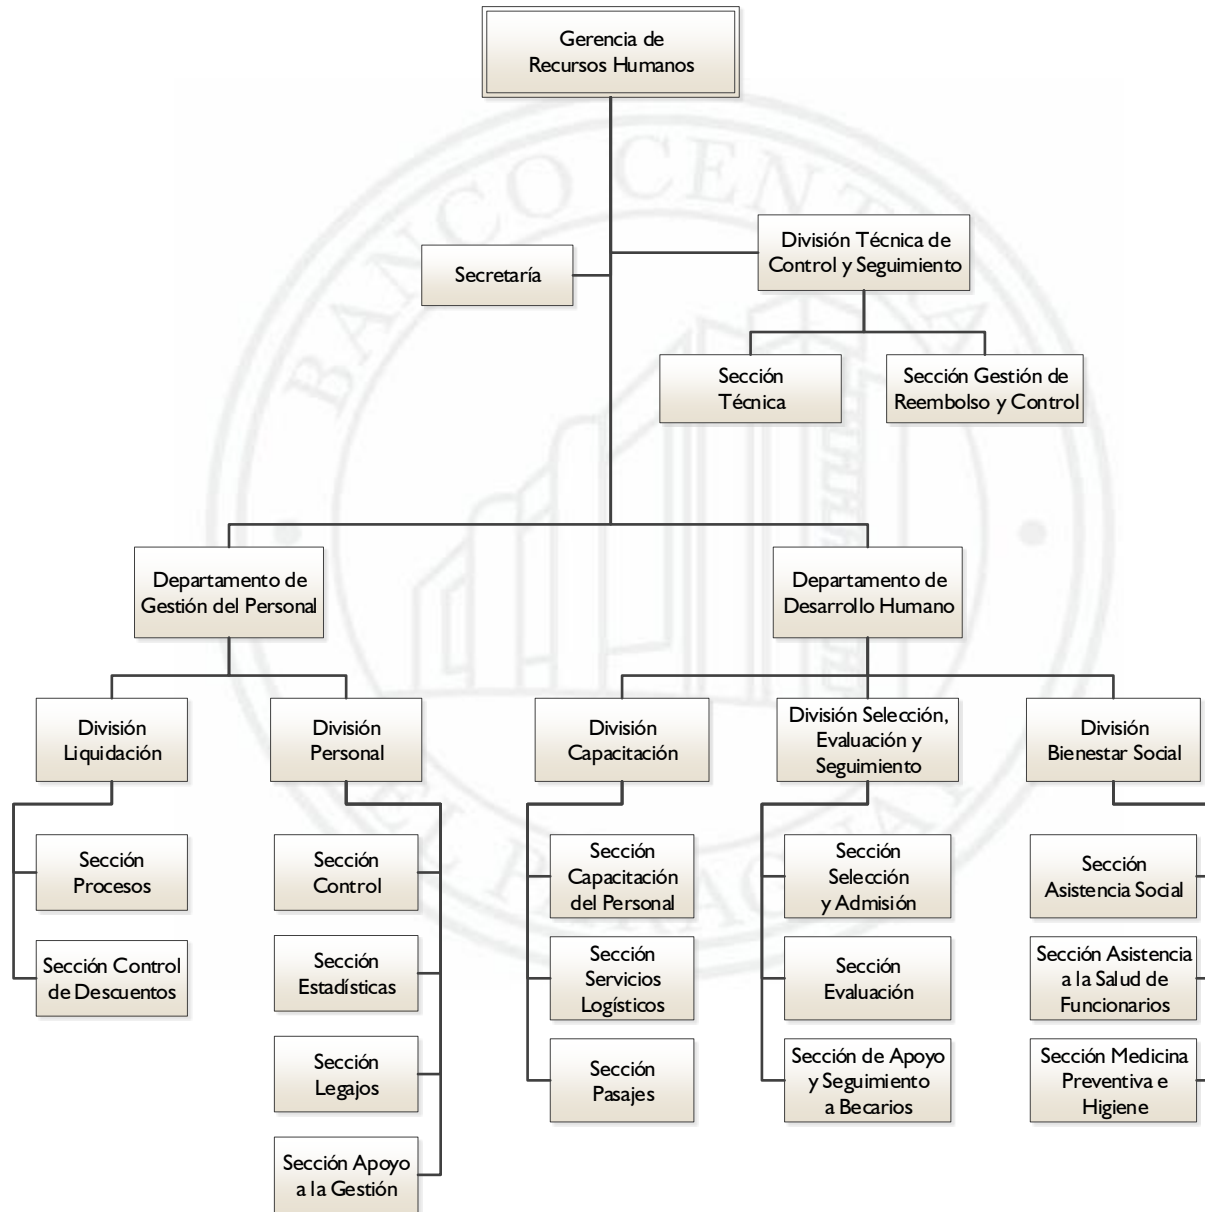 Gerencia de
Recursos Humanos
BANCO CENTRAL
DEL PARAGUAY
División Técnica de
Control y Seguimiento
Secretaría
Sección
Técnica
Sección Gestión de
Reembolso y Control
Departamento de
Gestión del Personal
Departamento de
Desarrollo Humano
División
Liquidación
División
Personal
División
Capacitación
División Selección,
Evaluación y
Seguimiento
División
Bienestar Social
Sección
Procesos
Sección Control
de Descuentos
Sección
Control
Sección
Estadísticas
Sección
Legajos
Sección Apoyo
a la Gestión
Sección
Capacitación
del Personal
Sección
Servicios
Logísticos
Sección
Pasajes
Sección
Selección
y Admisión
Sección
Evaluación
Sección de Apoyo
y Seguimiento
a Becarios
Sección
Asistencia Social
Sección Asistencia
a la Salud de
Funcionarios
Sección Medicina
Preventiva e
Higiene